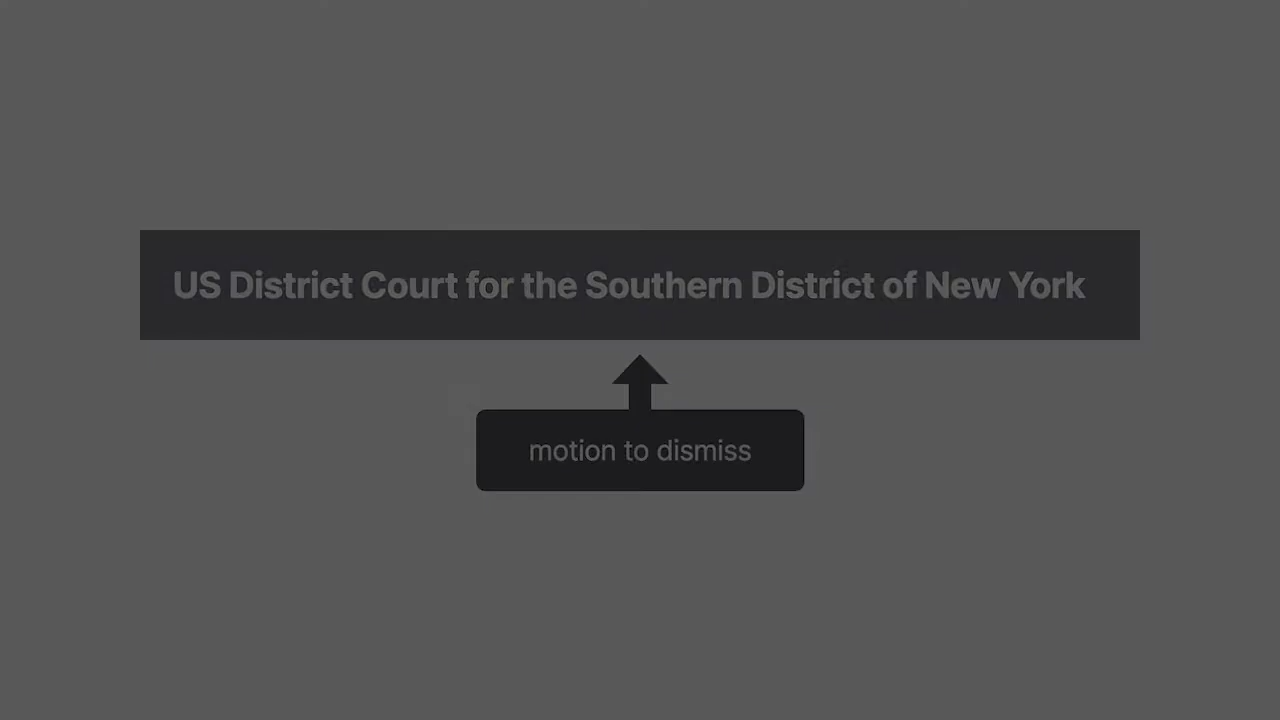 US District Court for the Southern District of New York
motion to dismiss